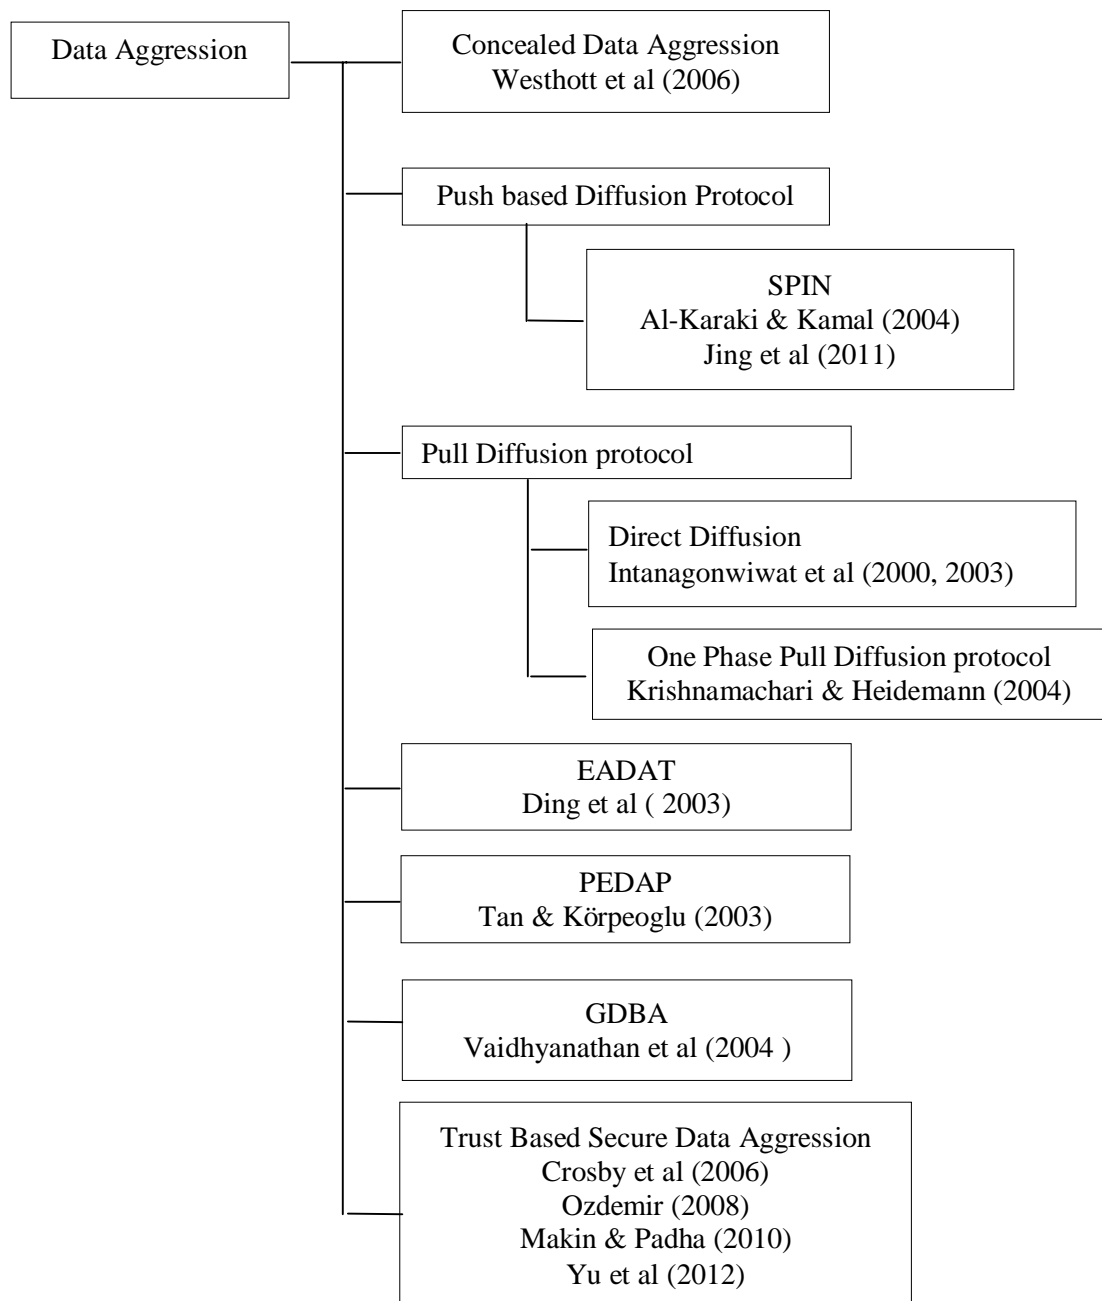 Data Aggression
Concealed Data Aggression
Westhott et al (2006)
Push based Diffusion Protocol
SPIN
Al-Karaki & Kamal (2004)
Jing et al (2011)
Pull Diffusion protocol
Direct Diffusion
Intanagonwiwat et al (2000, 2003)
One Phase Pull Diffusion protocol
Krishnamachari & Heidemann (2004)
EADAT
Ding et al ( 2003)
PEDAP
Tan & Körpeoglu (2003)
GDBA
Vaidhyanathan et al (2004 )
Trust Based Secure Data Aggression
Crosby et al (2006)
Ozdemir (2008)
Makin & Padha (2010)
Yu et al (2012)